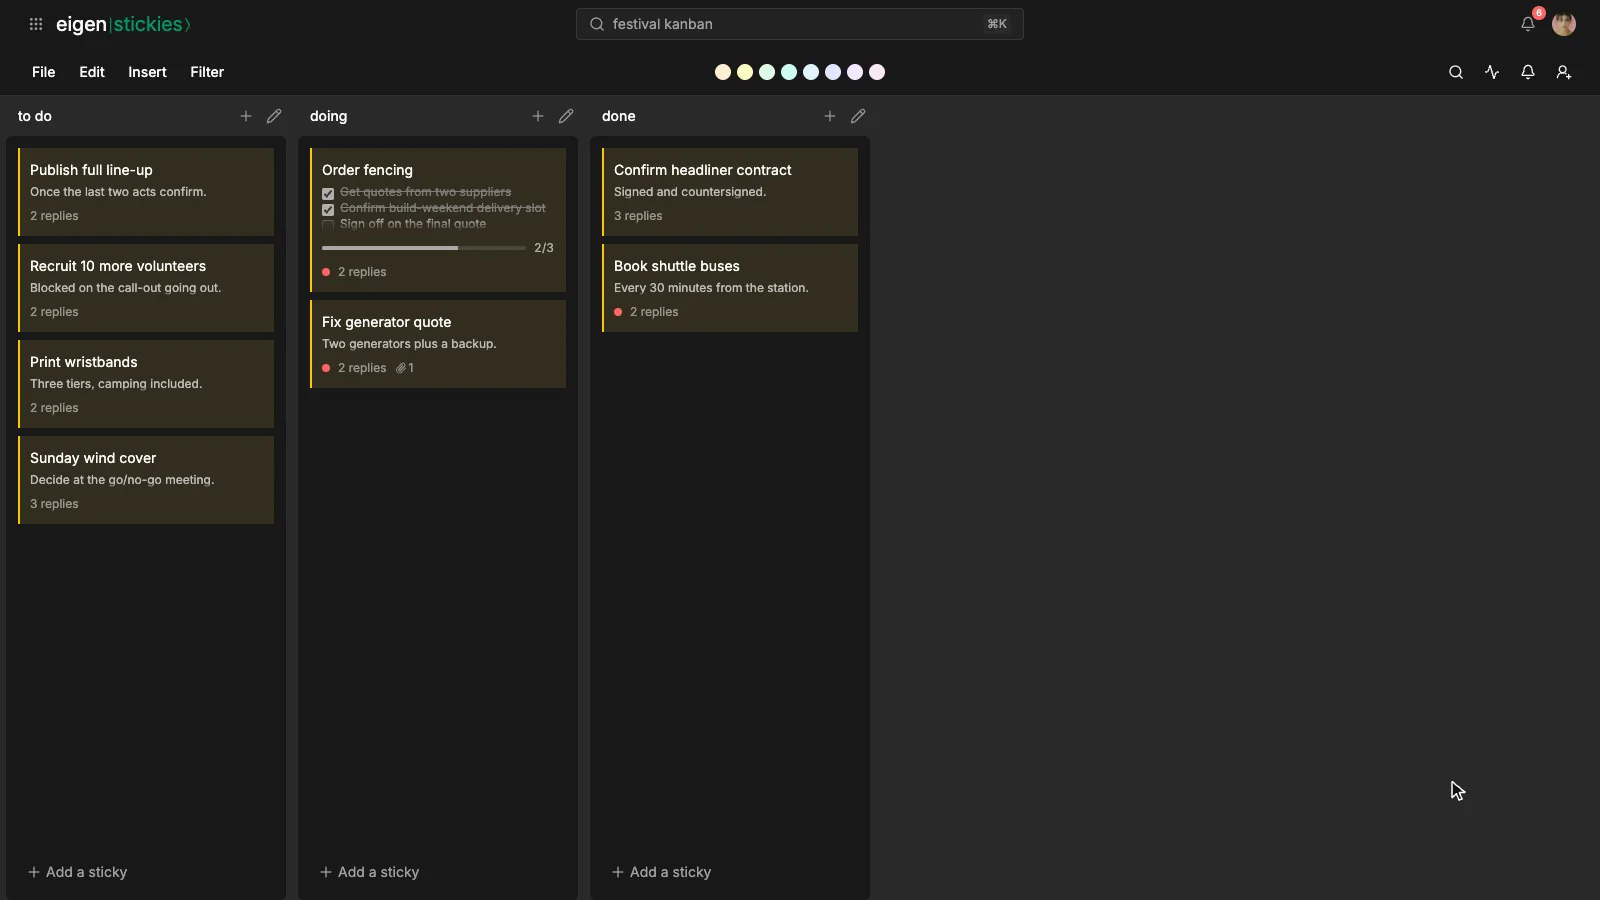 eigen|stickies⟩
festival kanban
⌘K
6
File
Edit
Insert
Filter
to do
Publish full line-up
Once the last two acts confirm.
2 replies
Recruit 10 more volunteers
Blocked on the call-out going out.
2 replies
Print wristbands
Three tiers, camping included.
2 replies
Sunday wind cover
Decide at the go/no-go meeting.
3 replies
+ Add a sticky
doing
Order fencing
Get quotes from two suppliers
Confirm build-weekend delivery slot
Sign off on the final quote
2/3
2 replies
Fix generator quote
Two generators plus a backup.
2 replies 1
+ Add a sticky
done
Confirm headliner contract
Signed and countersigned.
3 replies
Book shuttle buses
Every 30 minutes from the station.
2 replies
+ Add a sticky